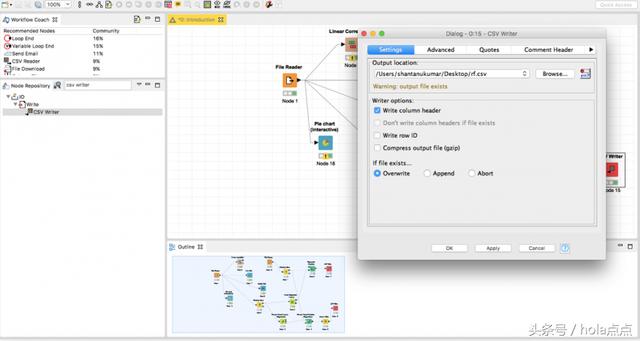 100%
Quick Access
Workflow Coach
Recommended Nodes
Community
Loop End
16%
Variable Loop End
15%
Send Email
11%
CSV Reader
9%
File Download
Node Repository
csv writer
IO
Write
CSV Writer
*0: Introduction
Linear Corre
File Reader
Node 1
Pie chart
(interactive)
Node 16
Writer
Node 15
Outline
Dialog - 0:15 - CSV Writer
Settings
Advanced
Quotes
Comment Header
Output location:
/Users/shantanukumar/Desktop/rf.csv
Browse...
Warning: output file exists
Writer options:
Write column header
Don't write column headers if file exists
Write row ID
Compress output file (gzip)
If file exists...
Overwrite
Append
Abort
OK
Apply
Cancel
头条号 / hola点点